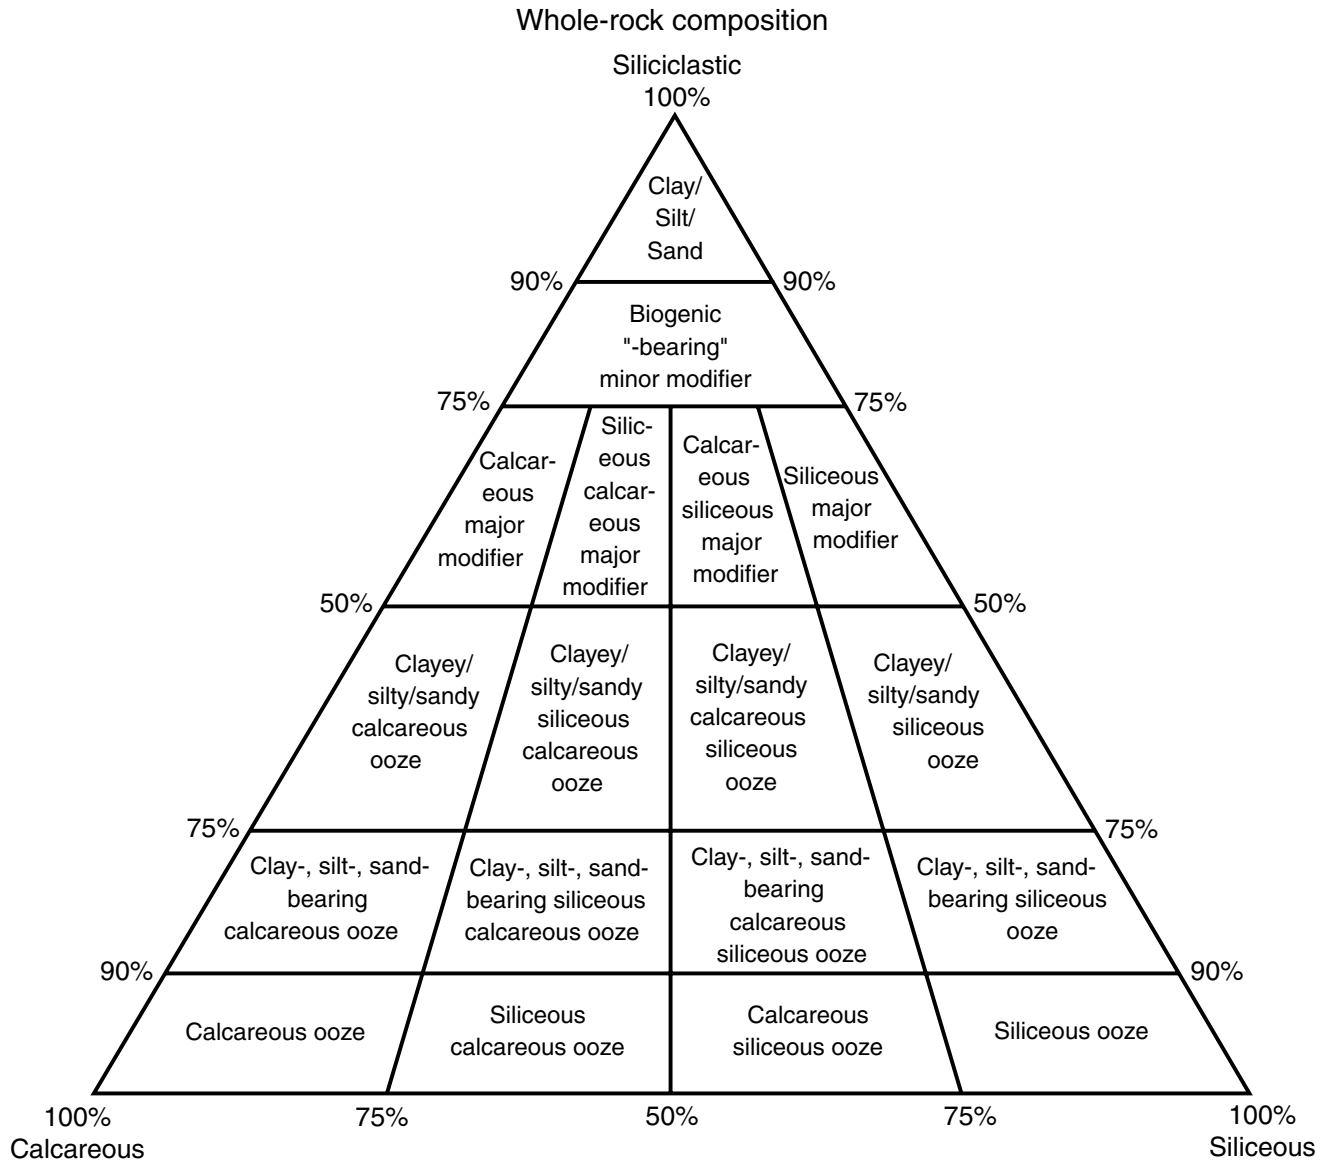 Whole-rock composition
Siliciclastic
100%
Clay/
Silt/
Sand
90%
90%
Biogenic
"-bearing"
minor modifier
75%
75%
Calcar-
eous
major
modifier
Silic-
eous
calcar-
eous
major
modifier
Calcar-
eous
siliceous
major
modifier
Siliceous
major
modifier
50%
50%
Clayey/
silty/sandy
calcareous
ooze
Clayey/
silty/sandy
siliceous
calcareous
ooze
Clayey/
silty/sandy
calcareous
siliceous
ooze
Clayey/
silty/sandy
siliceous
ooze
75%
75%
Clay-, silt-, sand-
bearing
calcareous ooze
Clay-, silt-, sand-
bearing siliceous
calcareous ooze
Clay-, silt-, sand-
bearing
calcareous
siliceous ooze
Clay-, silt-, sand-
bearing siliceous
ooze
90%
90%
Calcareous ooze
Siliceous
calcareous ooze
Calcareous
siliceous ooze
Siliceous ooze
100%
Calcareous
75%
50%
75%
100%
Siliceous